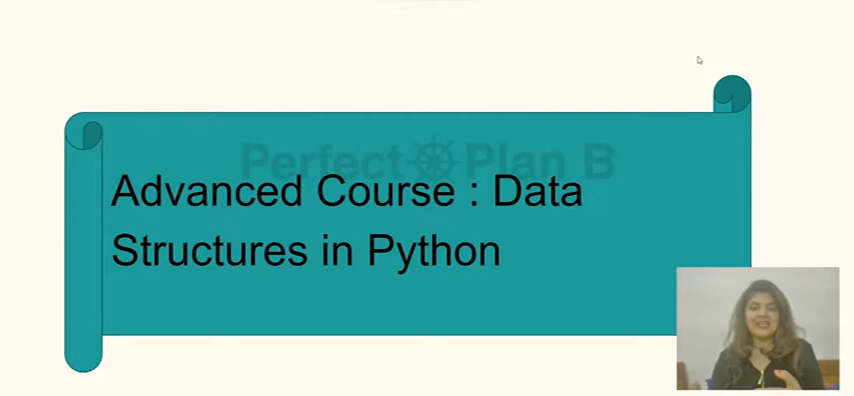 Perfect Plan B
Advanced Course : Data
Structures in Python